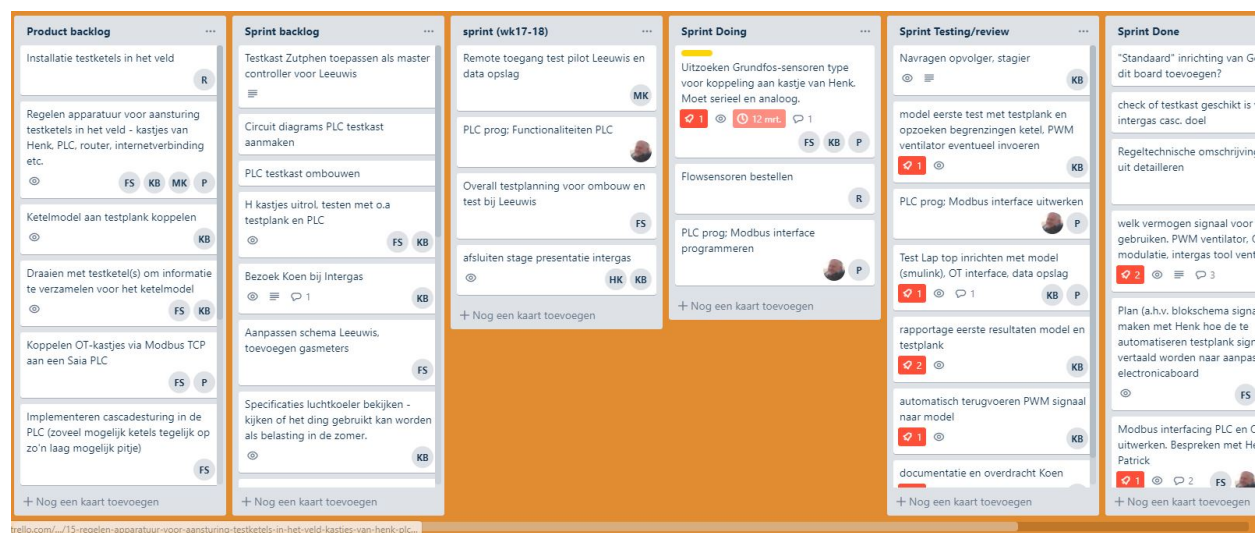 Product backlog
Installatie testketels in het veld
R
Regelen apparatuur voor aansturing
testketels in het veld - kastjes van
Henk, PLC, router, internetverbinding
etc.
FS KB MK P
Ketelmodel aan testplank koppelen
KB
Draaien met testketel(s) om informatie
te verzamelen voor het ketelmodel
FS KB
Koppelen OT-kastjes via Modbus TCP
aan een Saia PLC
FS P
Implementeren cascadesturing in de
PLC (zoveel mogelijk ketels tegelijk op
zo'n laag mogelijk pitje)
FS
+ Nog een kaart toevoegen
Sprint backlog
Testkast Zutphen toepassen als master
controller voor Leeuwis
Circuit diagrams PLC testkast
aanmaken
PLC testkast ombouwen
H kastjes uitrol, testen met o.a
testplank en PLC
FS KB
Bezoek Koen bij Intergas
1
KB
Aanpassen schema Leeuwis,
toevoegen gasmeters
FS
Specificaties luchtkoeler bekijken -
kijken of het ding gebruikt kan worden
als belasting in de zomer.
KB
+ Nog een kaart toevoegen
sprint (wk17-18)
Remote toegang test pilot Leeuwis en
data opslag
MK
PLC prog; Functionaliteiten PLC
Overall testplanning voor ombouw en
test bij Leeuwis
FS
afsluiten stage presentatie intergas
HK KB
+ Nog een kaart toevoegen
Sprint Doing
Uitzoeken Grundfos-sensoren type
voor koppeling aan kastje van Henk.
Moet serieel en analoog.
1 12 mrt. 1
FS KB P
Flowsensoren bestellen
R
PLC prog; Modbus interface
programmeren
P
+ Nog een kaart toevoegen
Sprint Testing/review
Navragen opvolger, stagier
KB
model eerste test met testplank en
opzoeken begrenzingen ketel, PWM
ventilator eventueel invoeren
1
KB
PLC prog; Modbus interface uitwerken
P
Test Lap top inrichten met model
(smulink), OT interface, data opslag
1 1
KB P
rapportage eerste resultaten model en
testplank
2
KB
automatisch terugvoeren PWM signaal
naar model
1
KB
documentatie en overdracht Koen
+ Nog een kaart toevoegen
Sprint Done
"Standaard" inrichting van
dit board toevoegen?
check of testkast geschikt is
intergas casc. doel
Regeltechnische omschrijving
uit detailleren
welk vermogen signaal voor
gebruiken. PWM ventilator,
modulatie, intergas tool
2 3
Plan (a.h.v. blokschema
maken met Henk hoe de te
automatiseren testplank
vertaald worden naar
electronicaboard
FS
Modbus interfacing PLC en
uitwerken. Bespreken met
Patrick
1 2 FS
+ Nog een kaart toevoegen
trello.com/.../15-regelen-apparatuur-voor-aansturing-testketels-in-het-veld-kastjes-van-henk-plc...